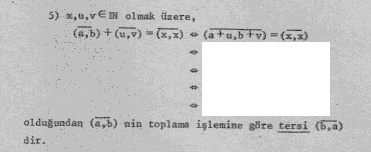 5) x,u,v∈IN olmak üzere,
(a,b) + (u,v) = (x,x) ⇔ (a+u,b+v) = (x,x)
⇔
⇔
⇔
⇔
olduğundan (a,b) nin toplama işlemine göre tersi (b,a)
dir.